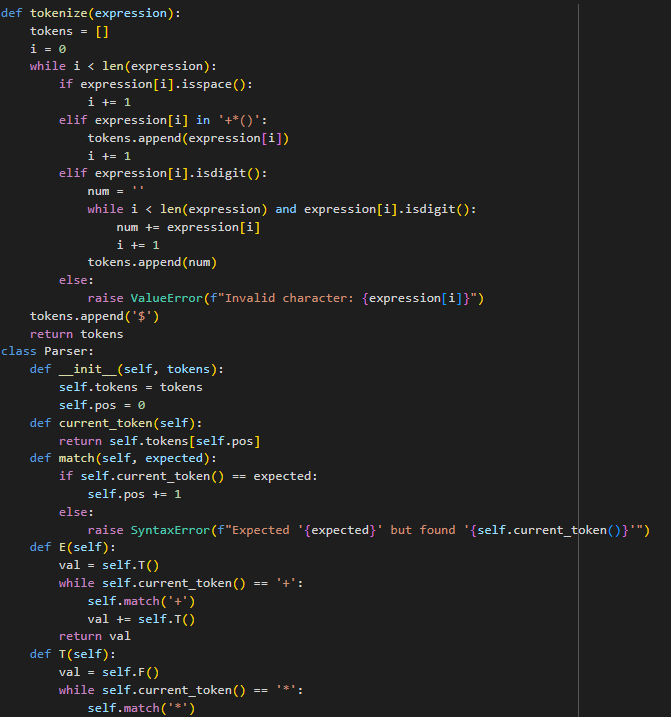 def tokenize(expression):
    tokens = []
    i = 0
    while i < len(expression):
        if expression[i].isspace():
            i += 1
        elif expression[i] in '+*()':
            tokens.append(expression[i])
            i += 1
        elif expression[i].isdigit():
            num = ''
            while i < len(expression) and expression[i].isdigit():
                num += expression[i]
                i += 1
            tokens.append(num)
        else:
            raise ValueError(f"Invalid character: {expression[i]}")
    tokens.append('$')
    return tokens
class Parser:
    def __init__(self, tokens):
        self.tokens = tokens
        self.pos = 0
    def current_token(self):
        return self.tokens[self.pos]
    def match(self, expected):
        if self.current_token() == expected:
            self.pos += 1
        else:
            raise SyntaxError(f"Expected '{expected}' but found '{self.current_token()}'")
    def E(self):
        val = self.T()
        while self.current_token() == '+':
            self.match('+')
            val += self.T()
        return val
    def T(self):
        val = self.F()
        while self.current_token() == '*':
            self.match('*')